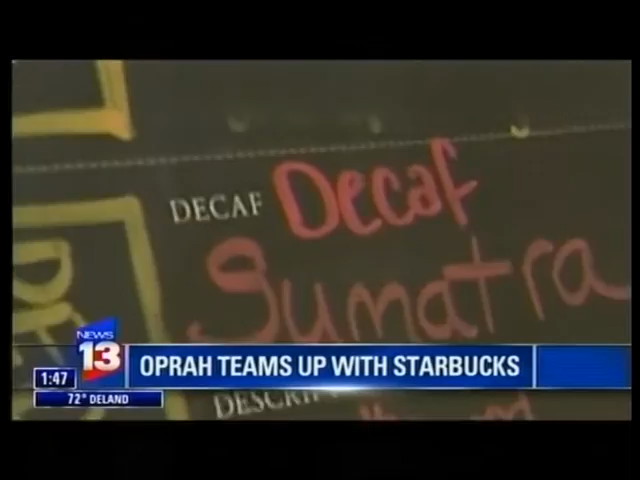 DECAF Decaf
Sumatra
NEWS
13
OPRAH TEAMS UP WITH STARBUCKS
1:47
72° DELAND